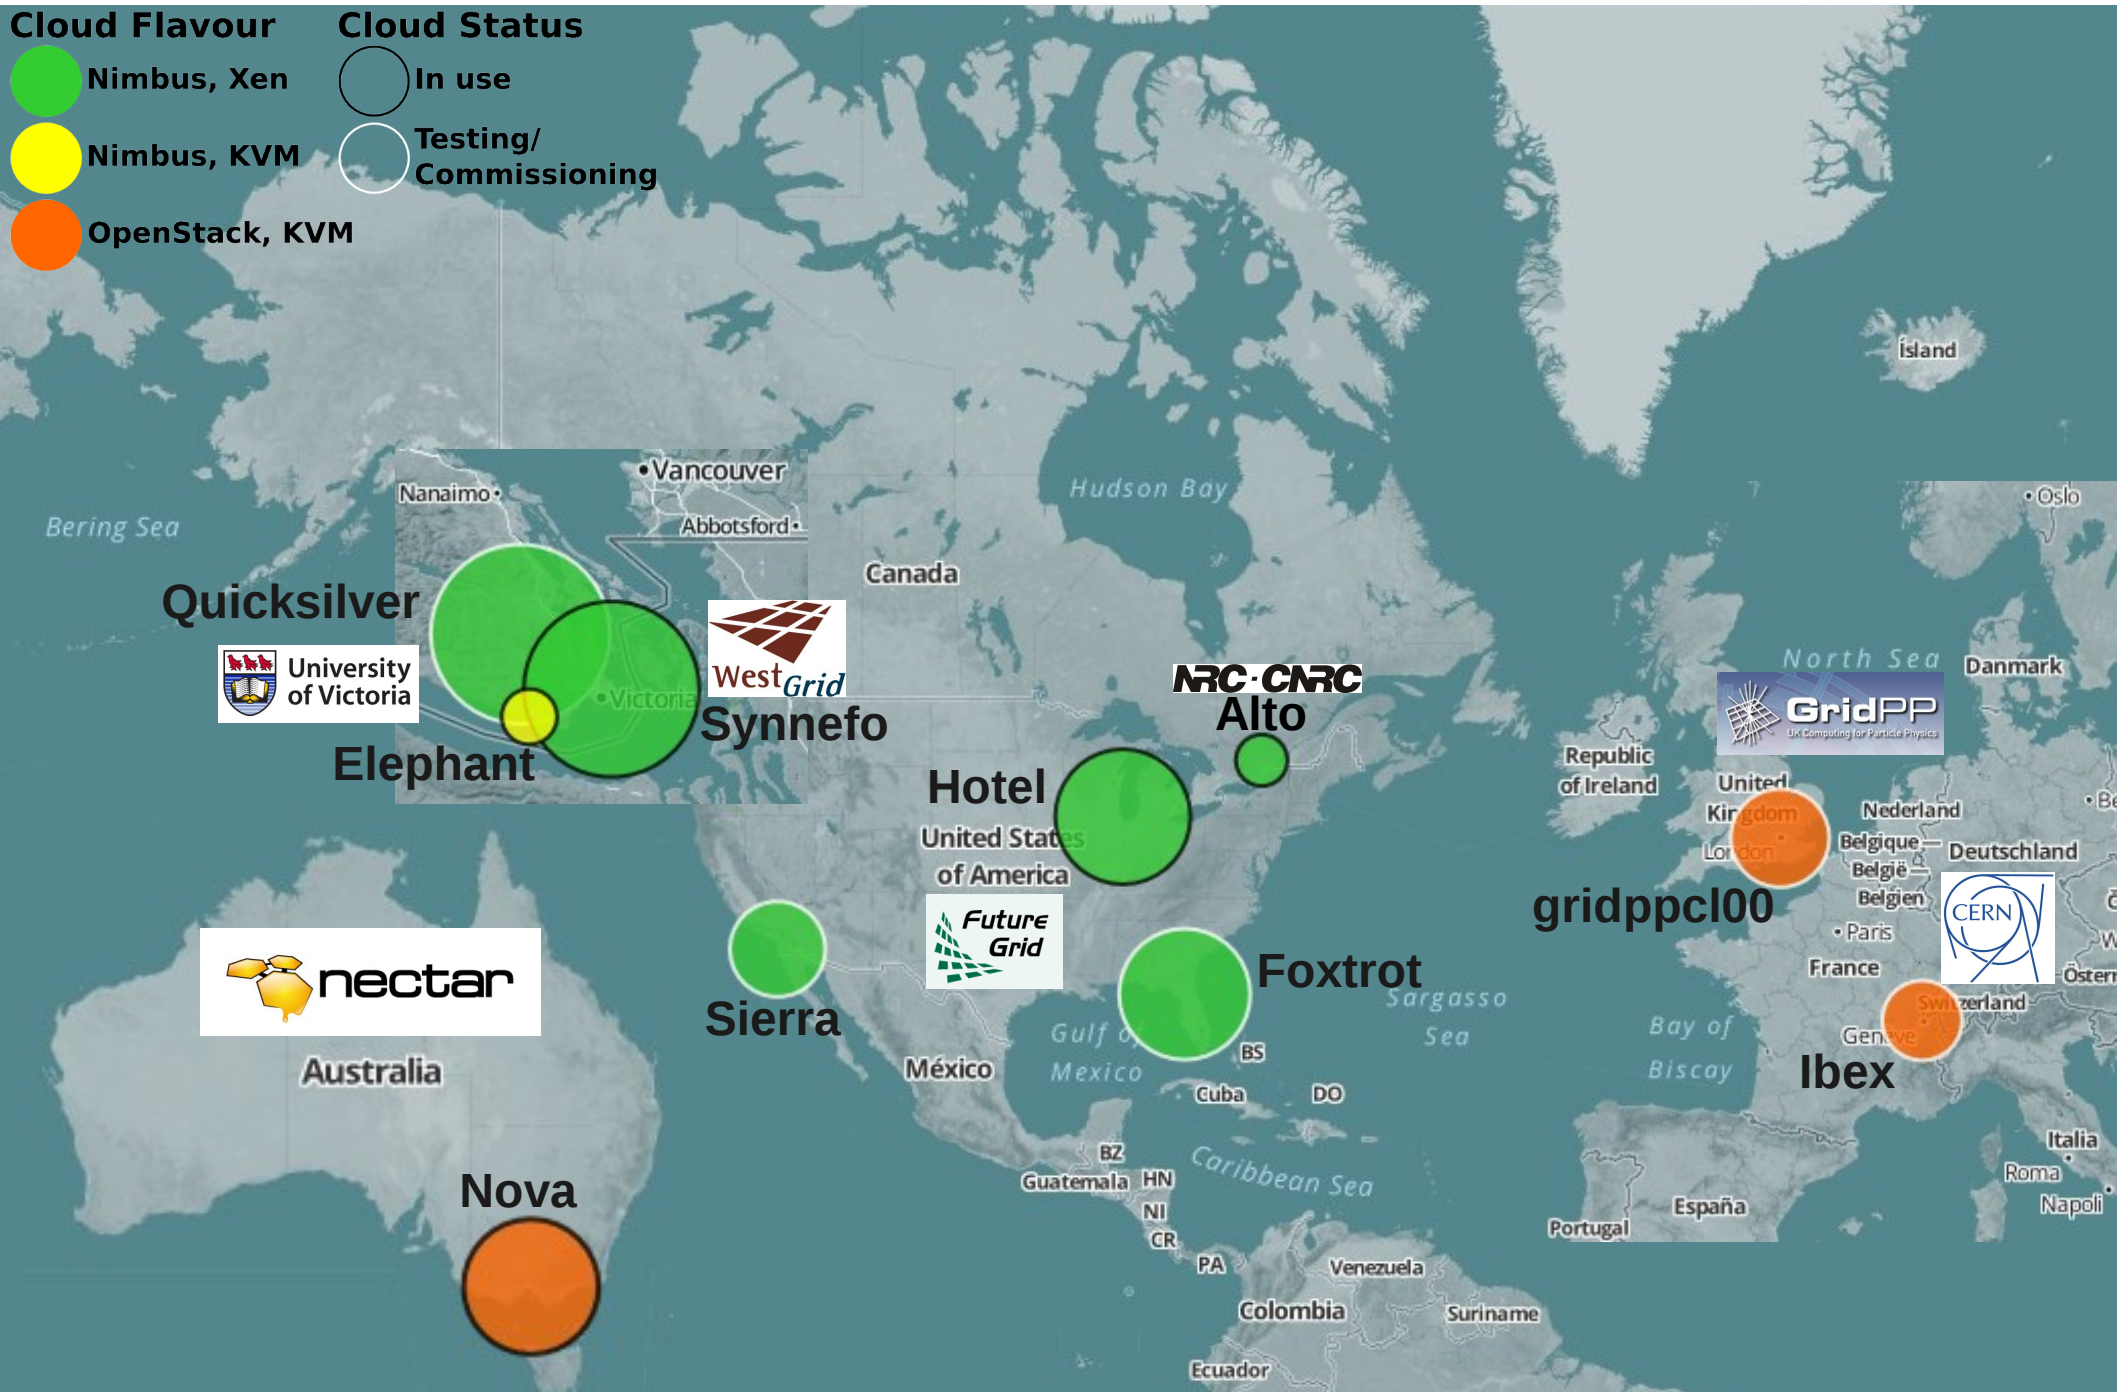 Cloud Flavour
Nimbus, Xen
Nimbus, KVM
OpenStack, KVM
Cloud Status
In use
Testing/
Commissioning
Vancouver
Nanaimo
Abbotsford
Bering Sea
Hudson Bay
Canada
Ísland
Oslo
Quicksilver
University
of Victoria
Victoria
West
Grid
Synnefo
Elephant
NRC·CNRC
Alto
Hotel
United States
of America
Future
Grid
Sierra
Foxtrot
Sargasso
Sea
Gulf of
Mexico
México
BS
Cuba
DO
BZ
Guatemala
HN
NI
CR
PA
Caribbean Sea
Venezuela
Colombia
Suriname
Ecuador
nectar
Australia
Nova
North Sea
Danmark
GridPP
UK Computing for Particle Physics
Republic
of Ireland
United
Kingdom
London
Nederland
Belgique
België
Belgien
Deutschland
gridppcl00
CERN
Paris
France
Switzerland
Genève
Ibex
Bay of
Biscay
Italia
Roma
Napoli
España
Portugal